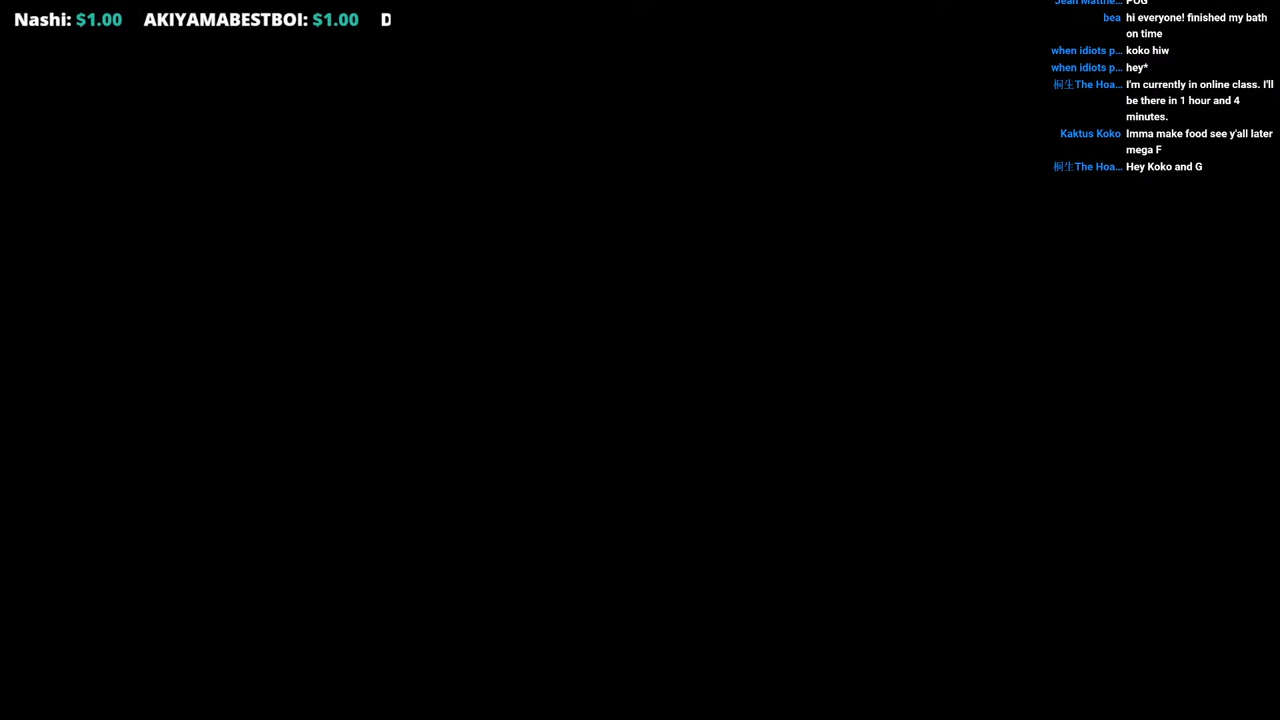 Nashi: $1.00 AKIYAMABESTBOI: $1.00 D
Jean Matthe... POG
bea hi everyone! finished my bath
on time
when idiots p... koko hiw
when idiots p... hey*
桐生The Hoa... I'm currently in online class. I'll
be there in 1 hour and 4
minutes.
Kaktus Koko Imma make food see y'all later
mega F
桐生The Hoa... Hey Koko and G